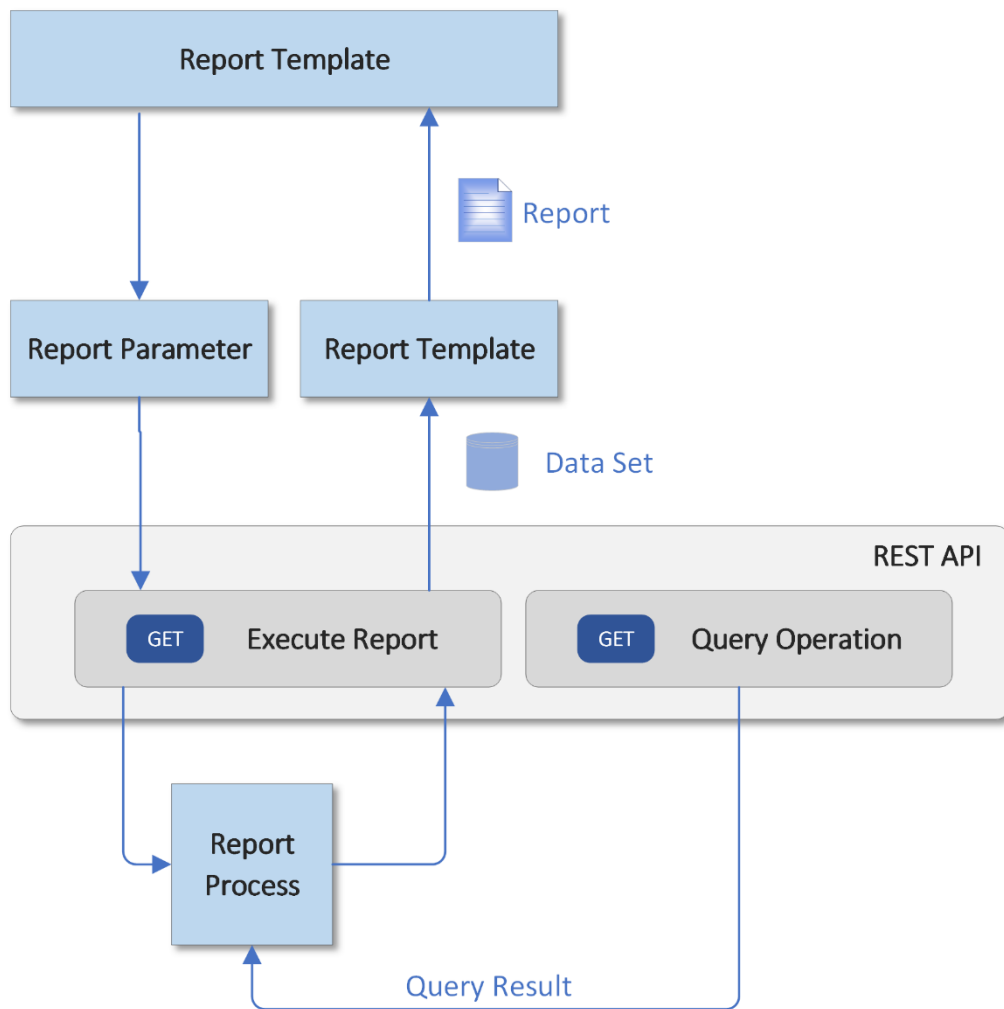 Report Template
Report
Report Parameter
Report Template
Data Set
REST API
GET
Execute Report
GET
Query Operation
Report
Process
Query Result